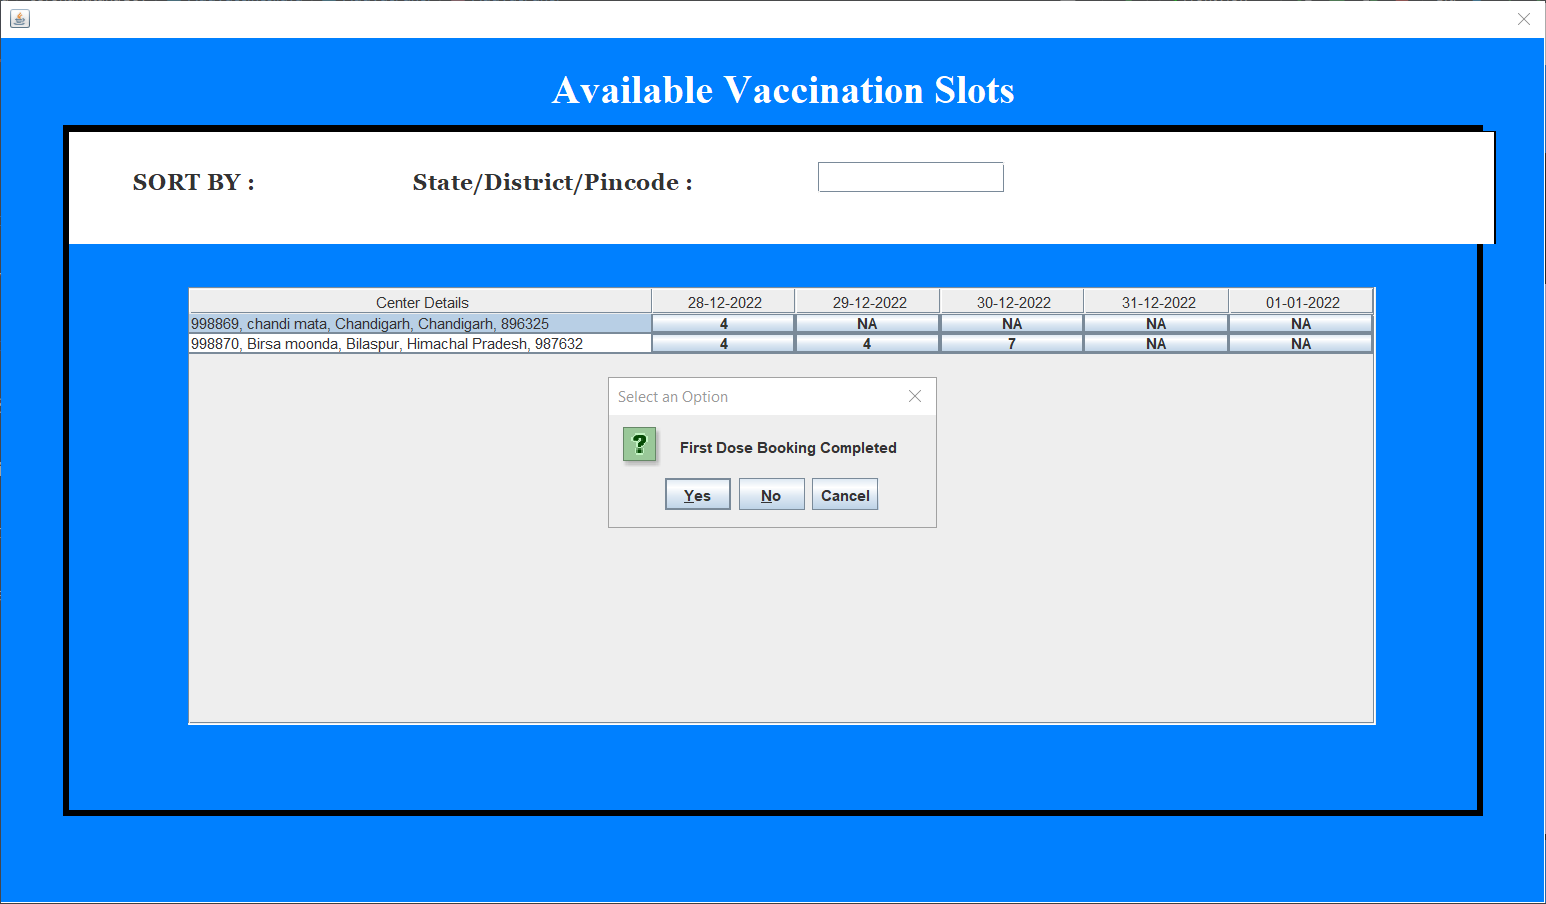 Available Vaccination Slots
SORT BY : State/District/Pincode :
Center Details 28-12-2022 29-12-2022 30-12-2022 31-12-2022 01-01-2022
998869, chandi mata, Chandigarh, Chandigarh, 896325 4 NA NA NA NA
998870, Birsa moonda, Bilaspur, Himachal Pradesh, 987632 4 4 7 NA NA
Select an Option
First Dose Booking Completed
Yes No Cancel